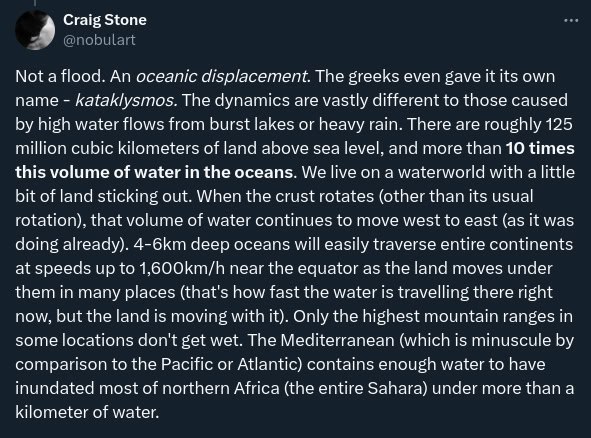 Craig Stone
@nobulart
Not a flood. An oceanic displacement. The greeks even gave it its own
name - kataklysmos. The dynamics are vastly different to those caused
by high water flows from burst lakes or heavy rain. There are roughly 125
million cubic kilometers of land above sea level, and more than 10 times
this volume of water in the oceans. We live on a waterworld with a little
bit of land sticking out. When the crust rotates (other than its usual
rotation), that volume of water continues to move west to east (as it was
doing already). 4-6km deep oceans will easily traverse entire continents
at speeds up to 1,600km/h near the equator as the land moves under
them in many places (that's how fast the water is travelling there right
now, but the land is moving with it). Only the highest mountain ranges in
some locations don't get wet. The Mediterranean (which is minuscule by
comparison to the Pacific or Atlantic) contains enough water to have
inundated most of northern Africa (the entire Sahara) under more than a
kilometer of water.